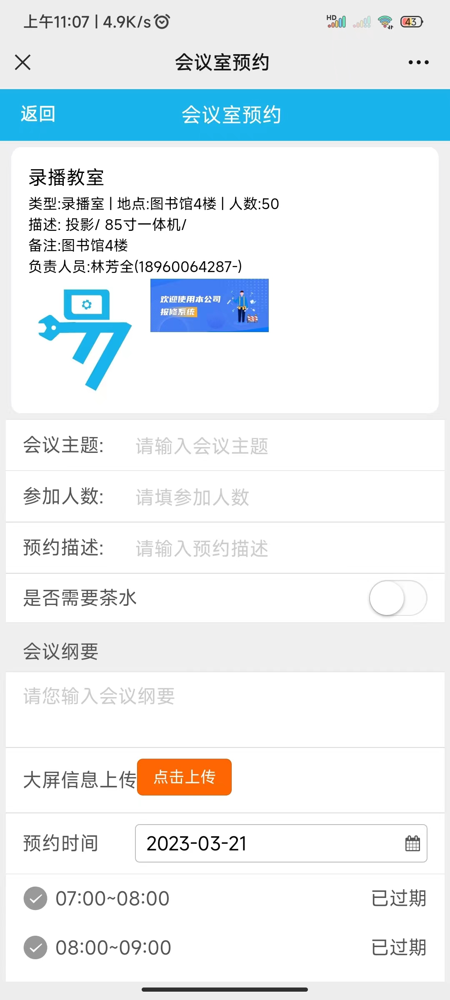 上午11:07 | 4.9K/s
HD
43
会议室预约
返回
会议室预约
录播教室
类型:录播室 | 地点:图书馆4楼 | 人数:50
描述: 投影/ 85寸一体机/
备注:图书馆4楼
负责人员:林芳全(18960064287-)
欢迎使用本公司
报修系统
会议主题: 请输入会议主题
参加人数: 请填参加人数
预约描述: 请输入预约描述
是否需要茶水
会议纲要
请您输入会议纲要
大屏信息上传 点击上传
预约时间 2023-03-21
07:00~08:00 已过期
08:00~09:00 已过期